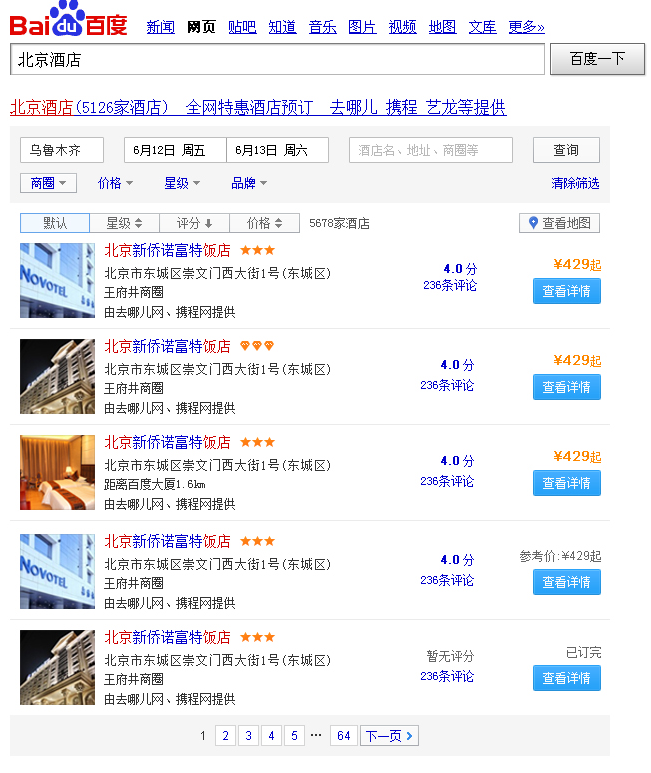 Bai du 百度 新闻 网页 贴吧 知道 音乐 图片 视频 地图 文库 更多»
北京酒店 百度一下
北京酒店(5126家酒店) 全网特惠酒店预订 去哪儿 携程 艺龙等提供
乌鲁木齐 6月12日 周五 6月13日 周六 酒店名、地址、商圈等 查询
商圈 价格 星级 品牌 清除筛选
默认 星级 评分 价格 5678家酒店 查看地图
北京新侨诺富特饭店
北京市东城区崇文门西大街1号(东城区)
王府井商圈
由去哪儿网、携程网提供
4.0 分
236条评论
¥429起
查看详情
NOVOTEL
北京新侨诺富特饭店
北京市东城区崇文门西大街1号(东城区)
王府井商圈
由去哪儿网、携程网提供
4.0 分
236条评论
¥429起
查看详情
北京新侨诺富特饭店
北京市东城区崇文门西大街1号(东城区)
距离百度大厦1.6km
由去哪儿网、携程网提供
4.0 分
236条评论
¥429起
查看详情
北京新侨诺富特饭店
北京市东城区崇文门西大街1号(东城区)
王府井商圈
由去哪儿网、携程网提供
4.0 分
236条评论
参考价:¥429起
查看详情
NOVOTEL
北京新侨诺富特饭店
北京市东城区崇文门西大街1号(东城区)
王府井商圈
由去哪儿网、携程网提供
暂无评分
236条评论
已订完
查看详情
1 2 3 4 5 ··· 64 下一页 >